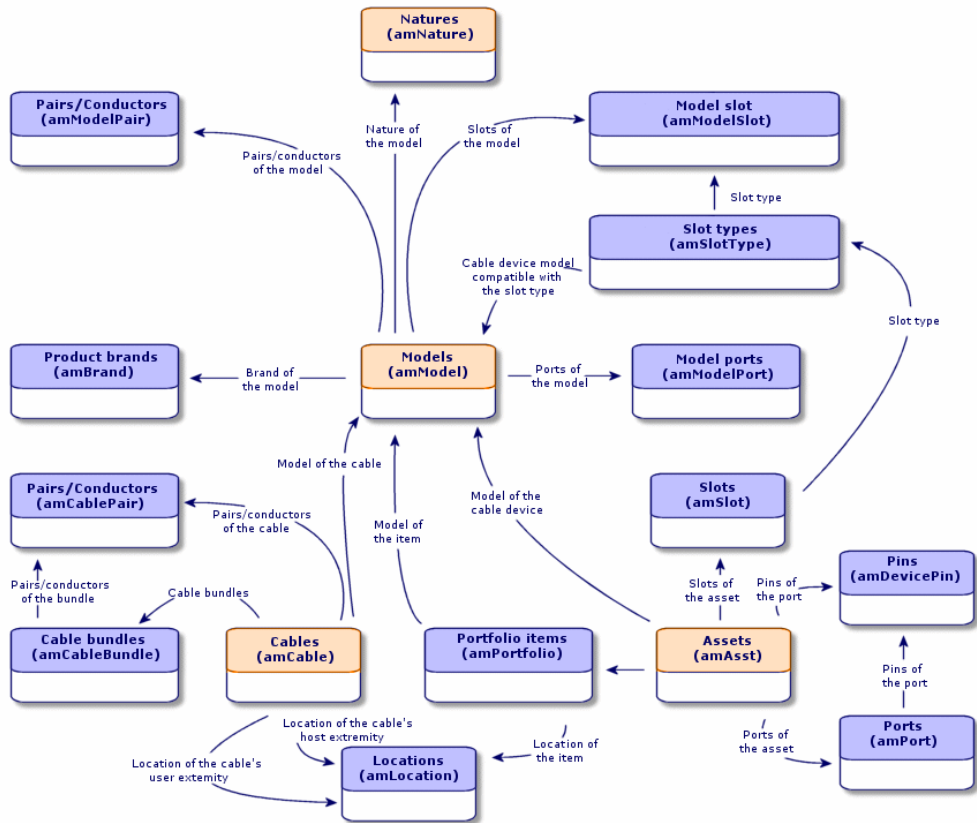 Natures
(amNature)
Pairs/Conductors
(amModelPair)
Model slot
(amModelSlot)
Nature of
the model
Slots of
the model
Pairs/conductors
of the model
Slot type
Slot types
(amSlotType)
Cable device model
compatible with
the slot type
Slot type
Product brands
(amBrand)
Brand of
the model
Models
(amModel)
Ports of
the model
Model ports
(amModelPort)
Model of the cable
Pairs/Conductors
(amCablePair)
Pairs/conductors
of the cable
Model of
the item
Model of the
cable device
Slots
(amSlot)
Pins
(amDevicePin)
Pairs/conductors
of the bundle
Cable bundles
Slots of
the asset
Pins of
the port
Cable bundles
(amCableBundle)
Cables
(amCable)
Portfolio items
(amPortfolio)
Assets
(amAsst)
Pins of
the port
Location of the cable's
host extremity
Location of
the item
Ports of
the asset
Ports
(amPort)
Location of the cable's
user extemity
Locations
(amLocation)